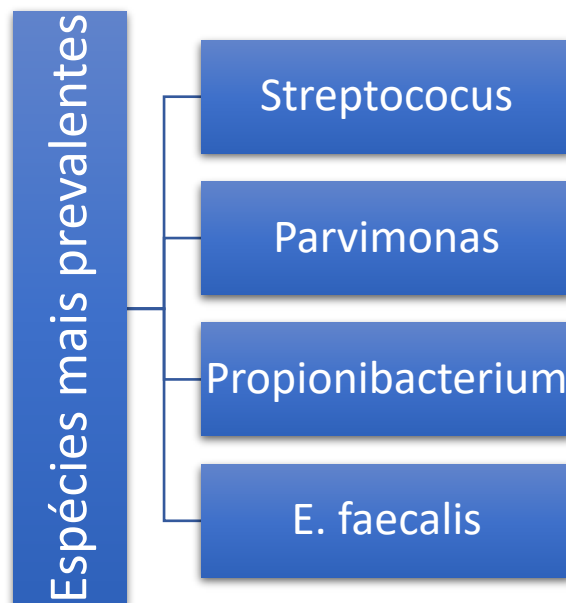 Espécies mais prevalentes
Streptococus
Parvimonas
Propionibacterium
E. faecalis